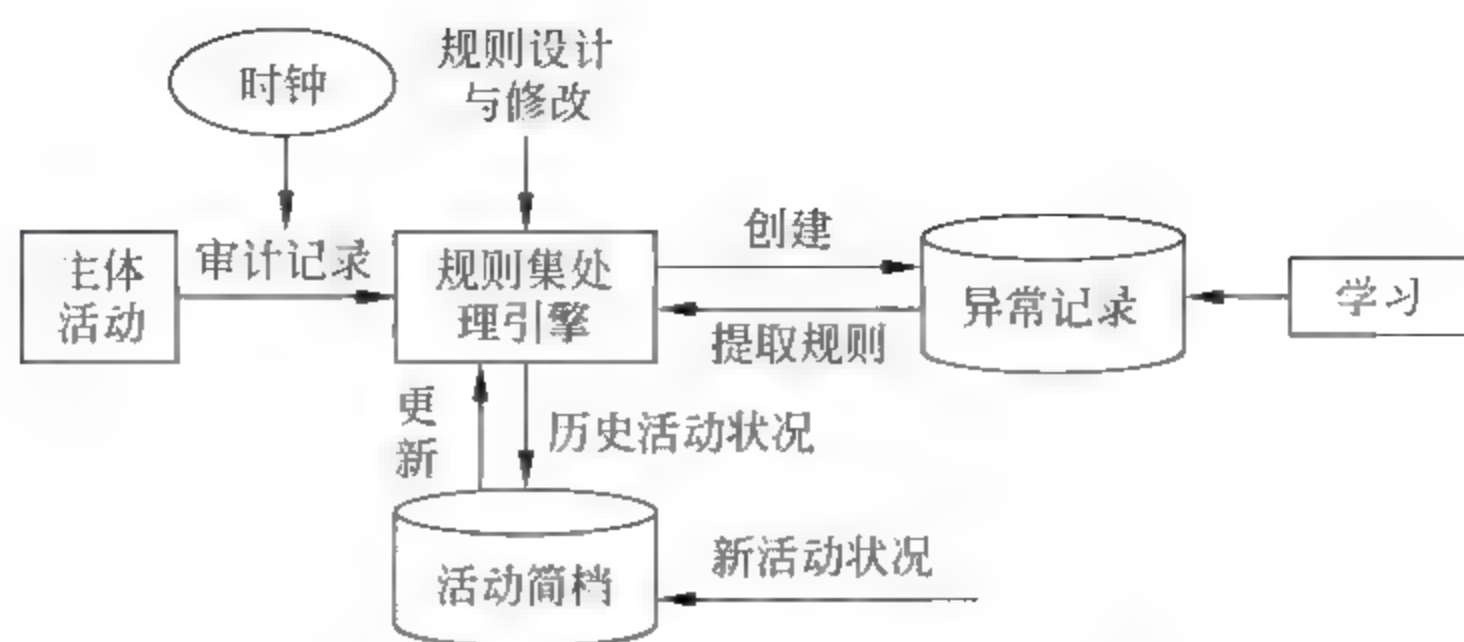 时钟
规则设计
与修改
主体
活动
审计记录
规则集处
理引擎
创建
提取规则
异常记录
学习
更
新
历史活动状况
活动简档
新活动状况